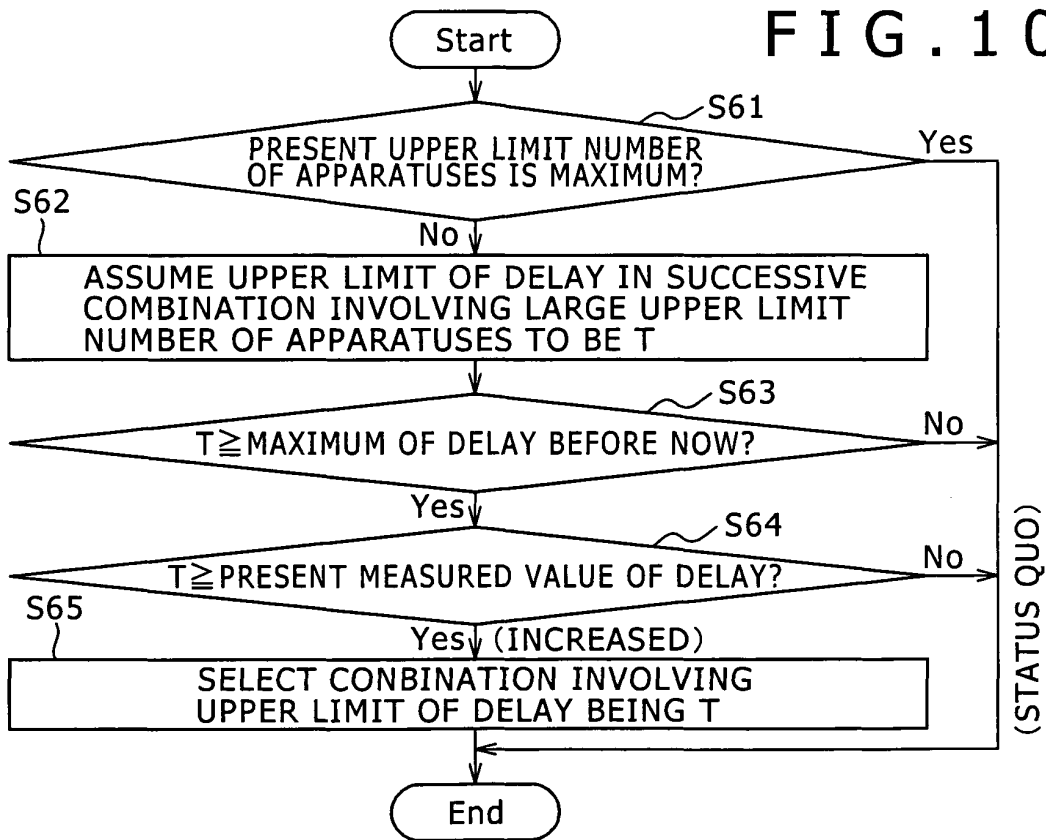 FIG.10
Start
S61
PRESENT UPPER LIMIT NUMBER
OF APPARATUSES IS MAXIMUM?
Yes
S62
No
ASSUME UPPER LIMIT OF DELAY IN SUCCESSIVE
COMBINATION INVOLVING LARGE UPPER LIMIT
NUMBER OF APPARATUSES TO BE T
S63
T≧MAXIMUM OF DELAY BEFORE NOW?
No
Yes
S64
T≧PRESENT MEASURED VALUE OF DELAY?
No
(STATUS QUO)
S65
Yes (INCREASED)
SELECT CONBINATION INVOLVING
UPPER LIMIT OF DELAY BEING T
End